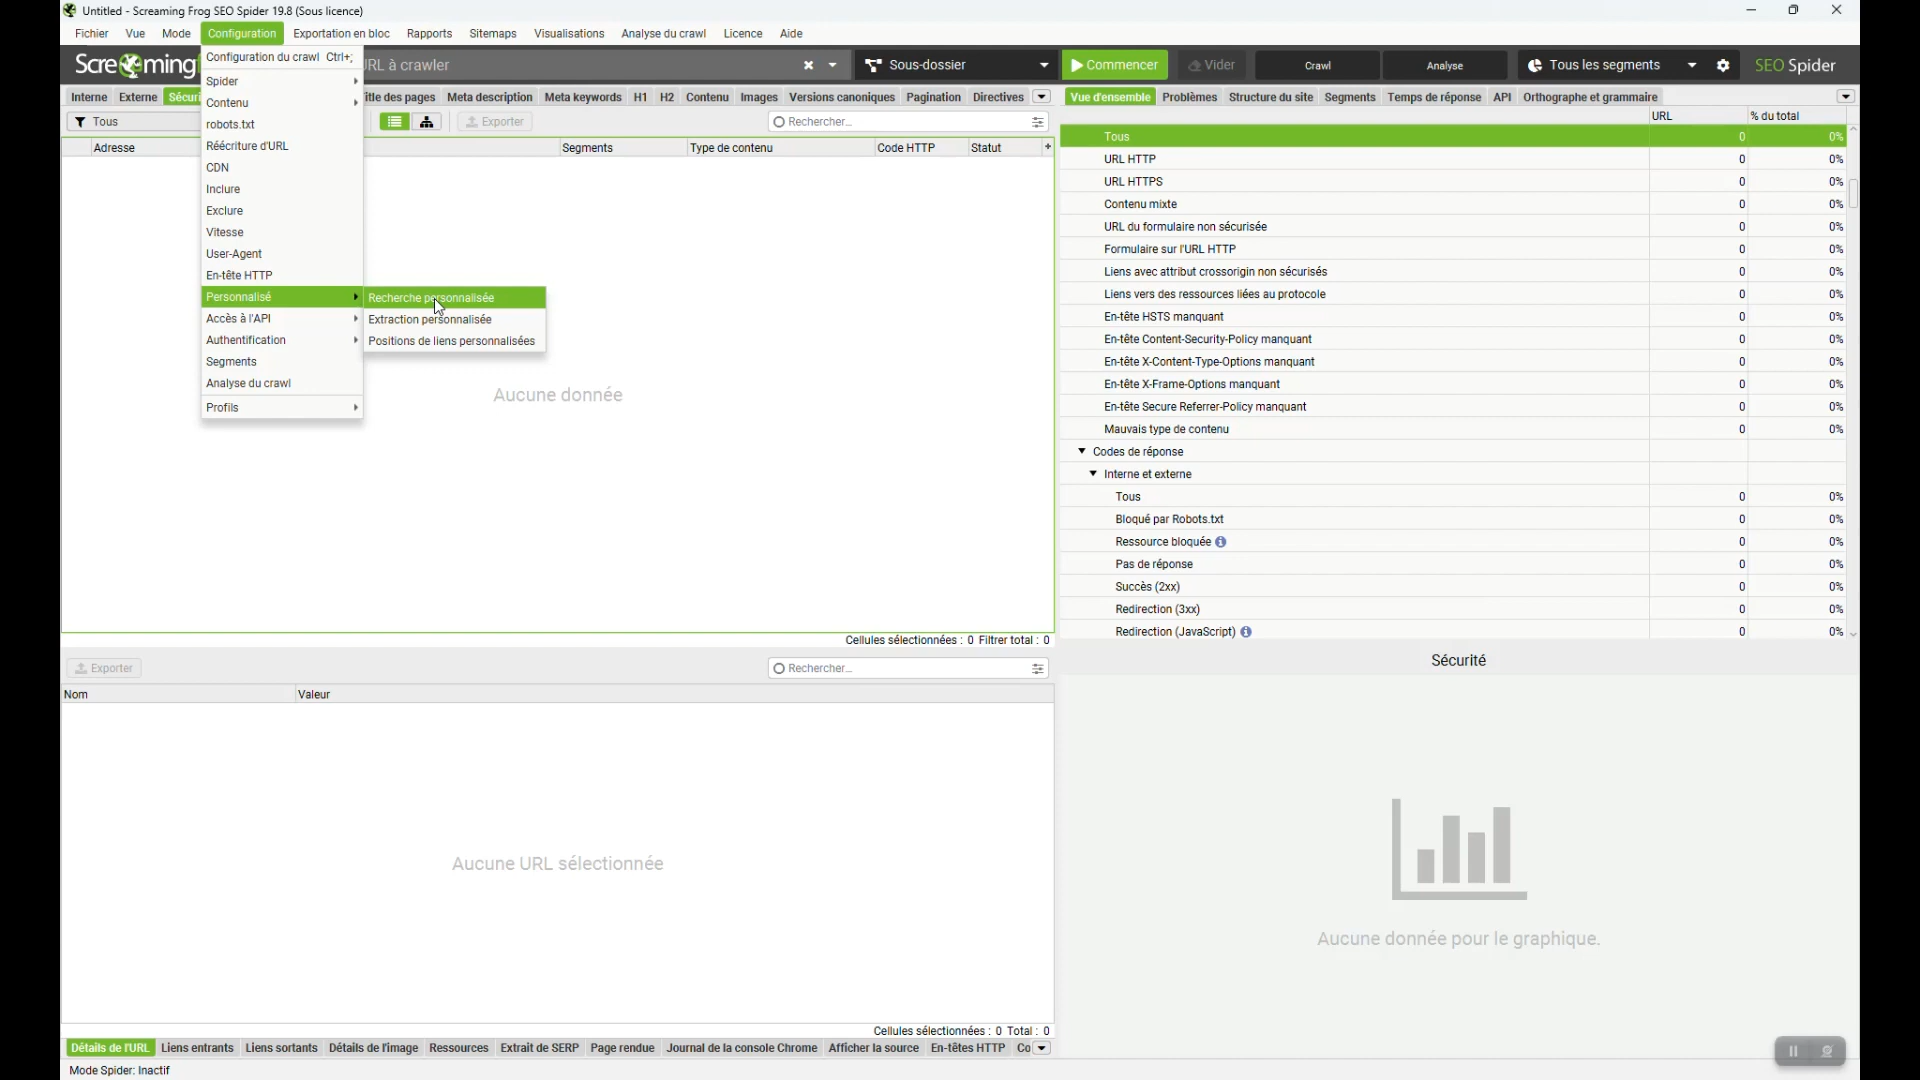 Untitled - Screaming Frog SEO Spider 19.8 (Sous licence)
Fichier Vue Mode Configuration Exportation en bloc Rapports Sitemaps Visualisations Analyse du crawl Licence Aide
Configuration du crawl Ctrl+;
Spider
Contenu
robots.txt
Réécriture d'URL
CDN
Inclure
Exclure
Vitesse
User-Agent
En-tête HTTP
Personnalisé
Accès à l'API
Authentification
Segments
Analyse du crawl
Profils
Recherche personnalisée
Extraction personnalisée
Positions de liens personnalisées
URL à crawler
Sous-dossier
Commencer
Vider
Crawl
Analyse
Tous les segments
SEO Spider
Interne Externe Meta description Meta keywords H1 H2 Contenu Images Versions canoniques Pagination Directives
des pages
Tous
Exporter
Rechercher...
Adresse Segments Type de contenu Code HTTP Statut +
Aucune donnée
Cellules sélectionnées : 0 Filtrer total : 0
Exporter
Rechercher...
Nom Valeur
Aucune URL sélectionnée
Cellules sélectionnées : 0 Total : 0
Détails de l'URL Liens entrants Liens sortants Détails de l'image Ressources Extrait de SERP Page rendue Journal de la console Chrome Afficher la source En-têtes HTTP Co
Mode Spider: Inactif
Vue d'ensemble Problèmes Structure du site Segments Temps de réponse API Orthographe et grammaire
URL % du total
Tous 0 0%
URL HTTP 0 0%
URL HTTPS 0 0%
Contenu mixte 0 0%
URL du formulaire non sécurisée 0 0%
Formulaire sur l'URL HTTP 0 0%
Liens avec attribut crossorigin non sécurisés 0 0%
Liens vers des ressources liées au protocole 0 0%
En-tête HSTS manquant 0 0%
En-tête Content-Security-Policy manquant 0 0%
En-tête X-Content-Type-Options manquant 0 0%
En-tête X-Frame-Options manquant 0 0%
En-tête Secure Referrer-Policy manquant 0 0%
Mauvais type de contenu 0 0%
Codes de réponse
Interne et externe
Tous 0 0%
Bloqué par Robots.txt 0 0%
Ressource bloquée 0 0%
Pas de réponse 0 0%
Succès (2xx) 0 0%
Redirection (3xx) 0 0%
Redirection (JavaScript) 0 0%
Sécurité
Aucune donnée pour le graphique.